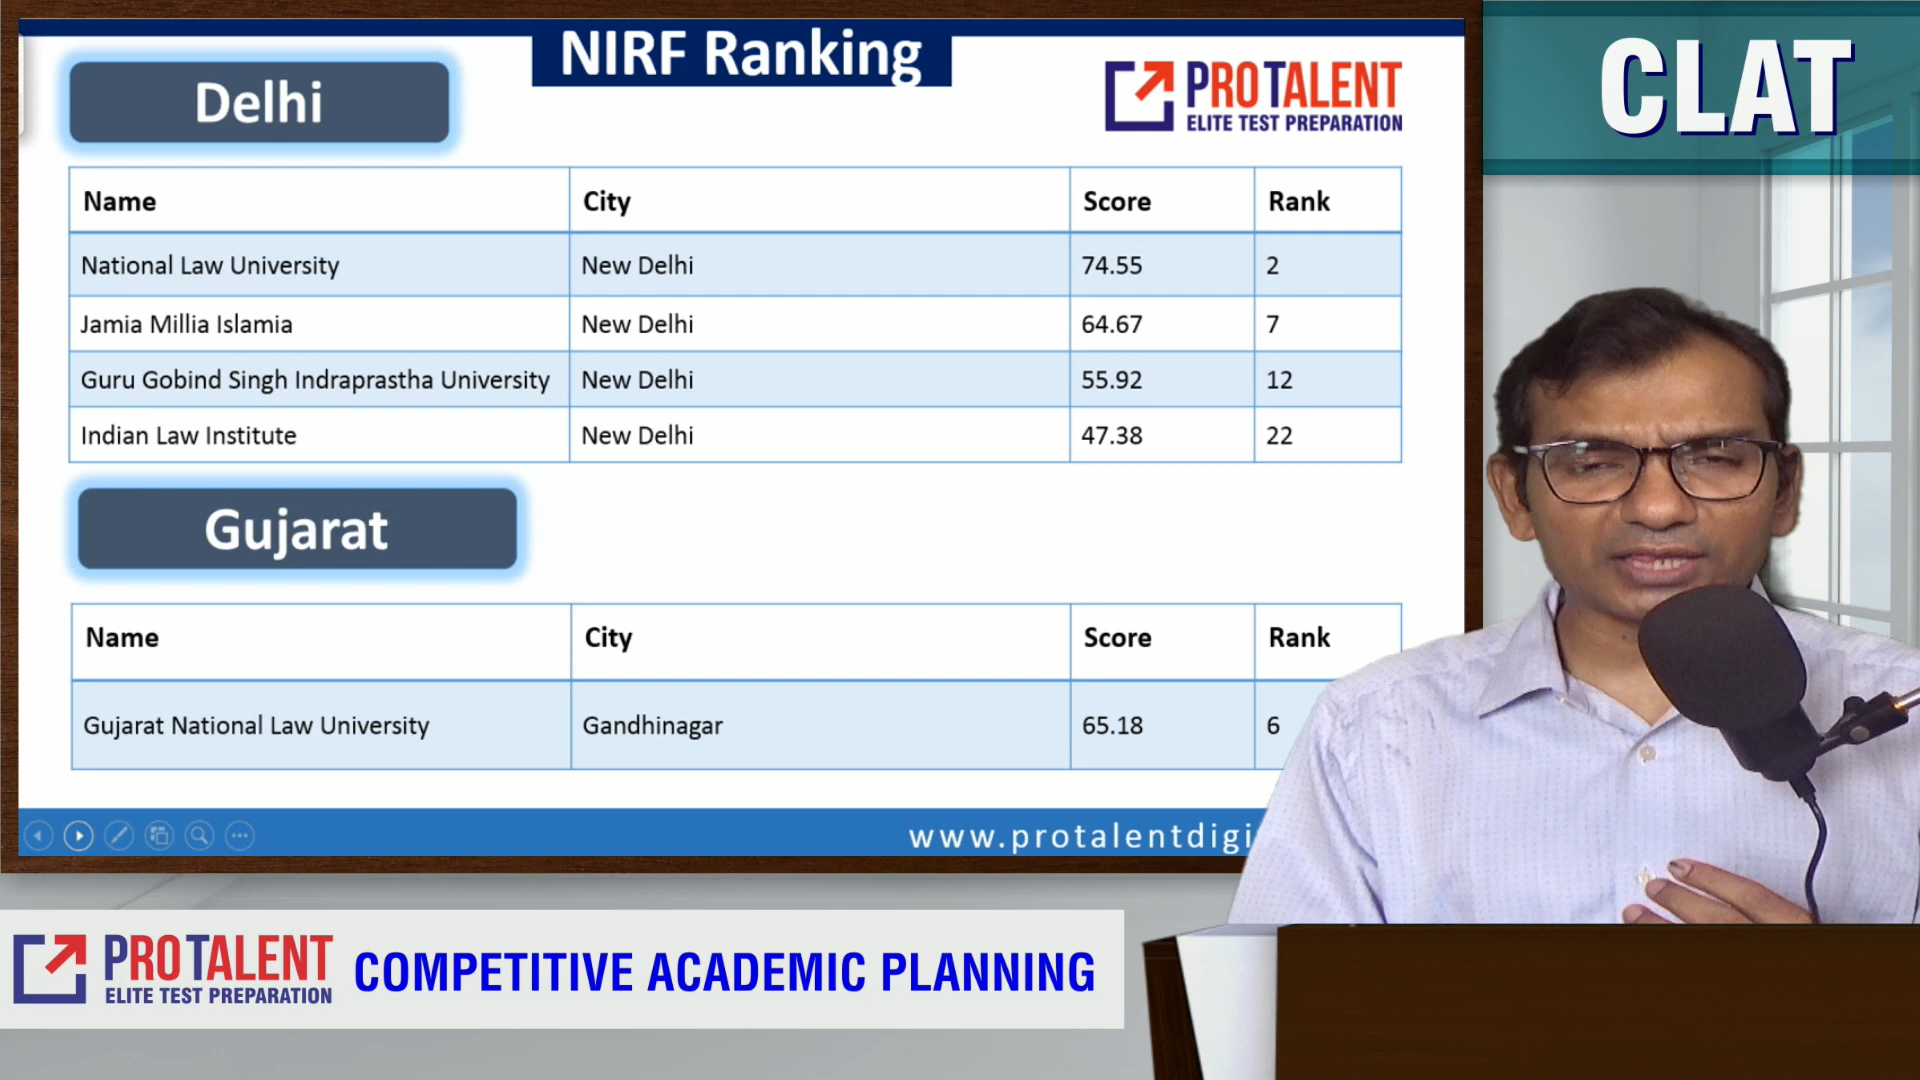 NIRF Ranking
Delhi
PROTALENT
ELITE TEST PREPARATION
CLAT
Name City Score Rank
National Law University New Delhi 74.55 2
Jamia Millia Islamia New Delhi 64.67 7
Guru Gobind Singh Indraprastha University New Delhi 55.92 12
Indian Law Institute New Delhi 47.38 22
Gujarat
Name City Score Rank
Gujarat National Law University Gandhinagar 65.18 6
www.protalentdigi
PROTALENT
ELITE TEST PREPARATION
COMPETITIVE ACADEMIC PLANNING